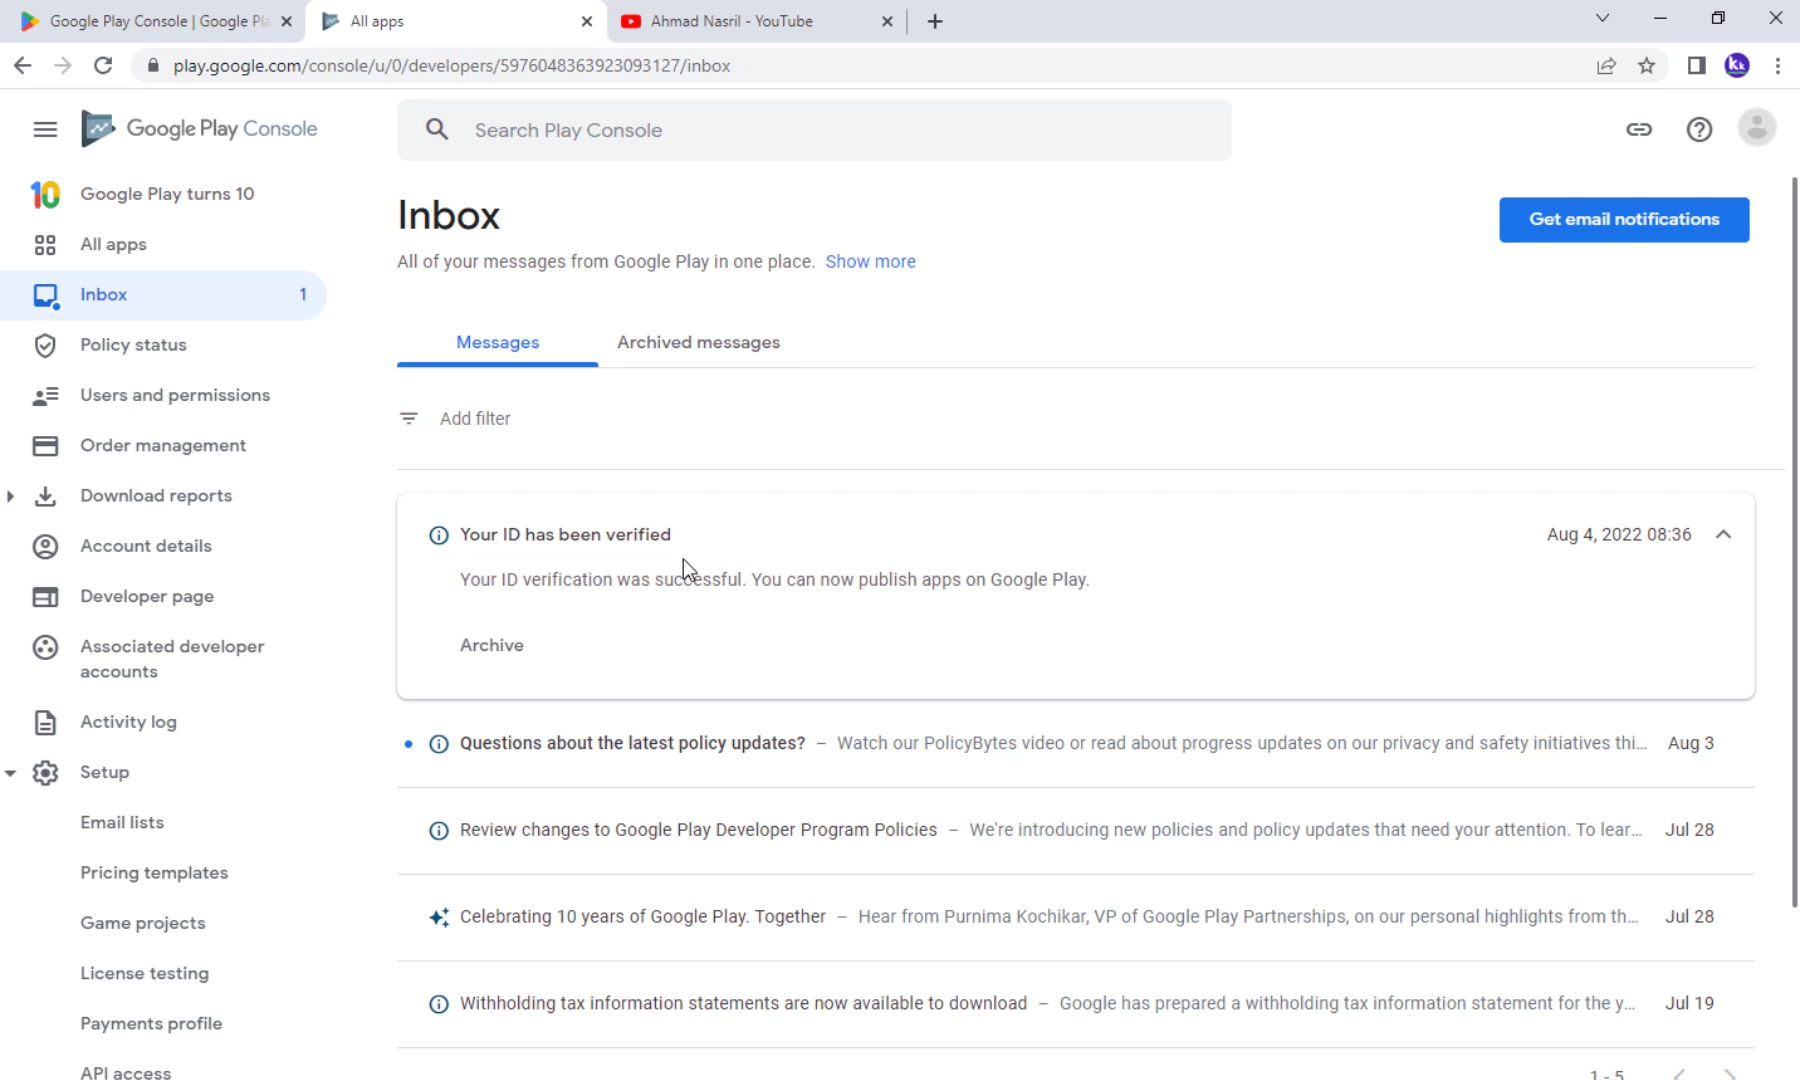 Google Play Console | Google Pla
All apps
Ahmad Nasril - YouTube
play.google.com/console/u/0/developers/5976048363923093127/inbox
kk
Google Play Console
Search Play Console
10 Google Play turns 10
All apps
Inbox 1
Policy status
Users and permissions
Order management
Download reports
Account details
Developer page
Associated developer
accounts
Activity log
Setup
Email lists
Pricing templates
Game projects
License testing
Payments profile
API access
Inbox
Get email notifications
All of your messages from Google Play in one place. Show more
Messages
Archived messages
Add filter
Your ID has been verified
Aug 4, 2022 08:36
Your ID verification was successful. You can now publish apps on Google Play.
Archive
Questions about the latest policy updates? – Watch our PolicyBytes video or read about progress updates on our privacy and safety initiatives thi... Aug 3
Review changes to Google Play Developer Program Policies – We're introducing new policies and policy updates that need your attention. To lear... Jul 28
Celebrating 10 years of Google Play. Together – Hear from Purnima Kochikar, VP of Google Play Partnerships, on our personal highlights from th... Jul 28
Withholding tax information statements are now available to download – Google has prepared a withholding tax information statement for the y... Jul 19
1 - 5